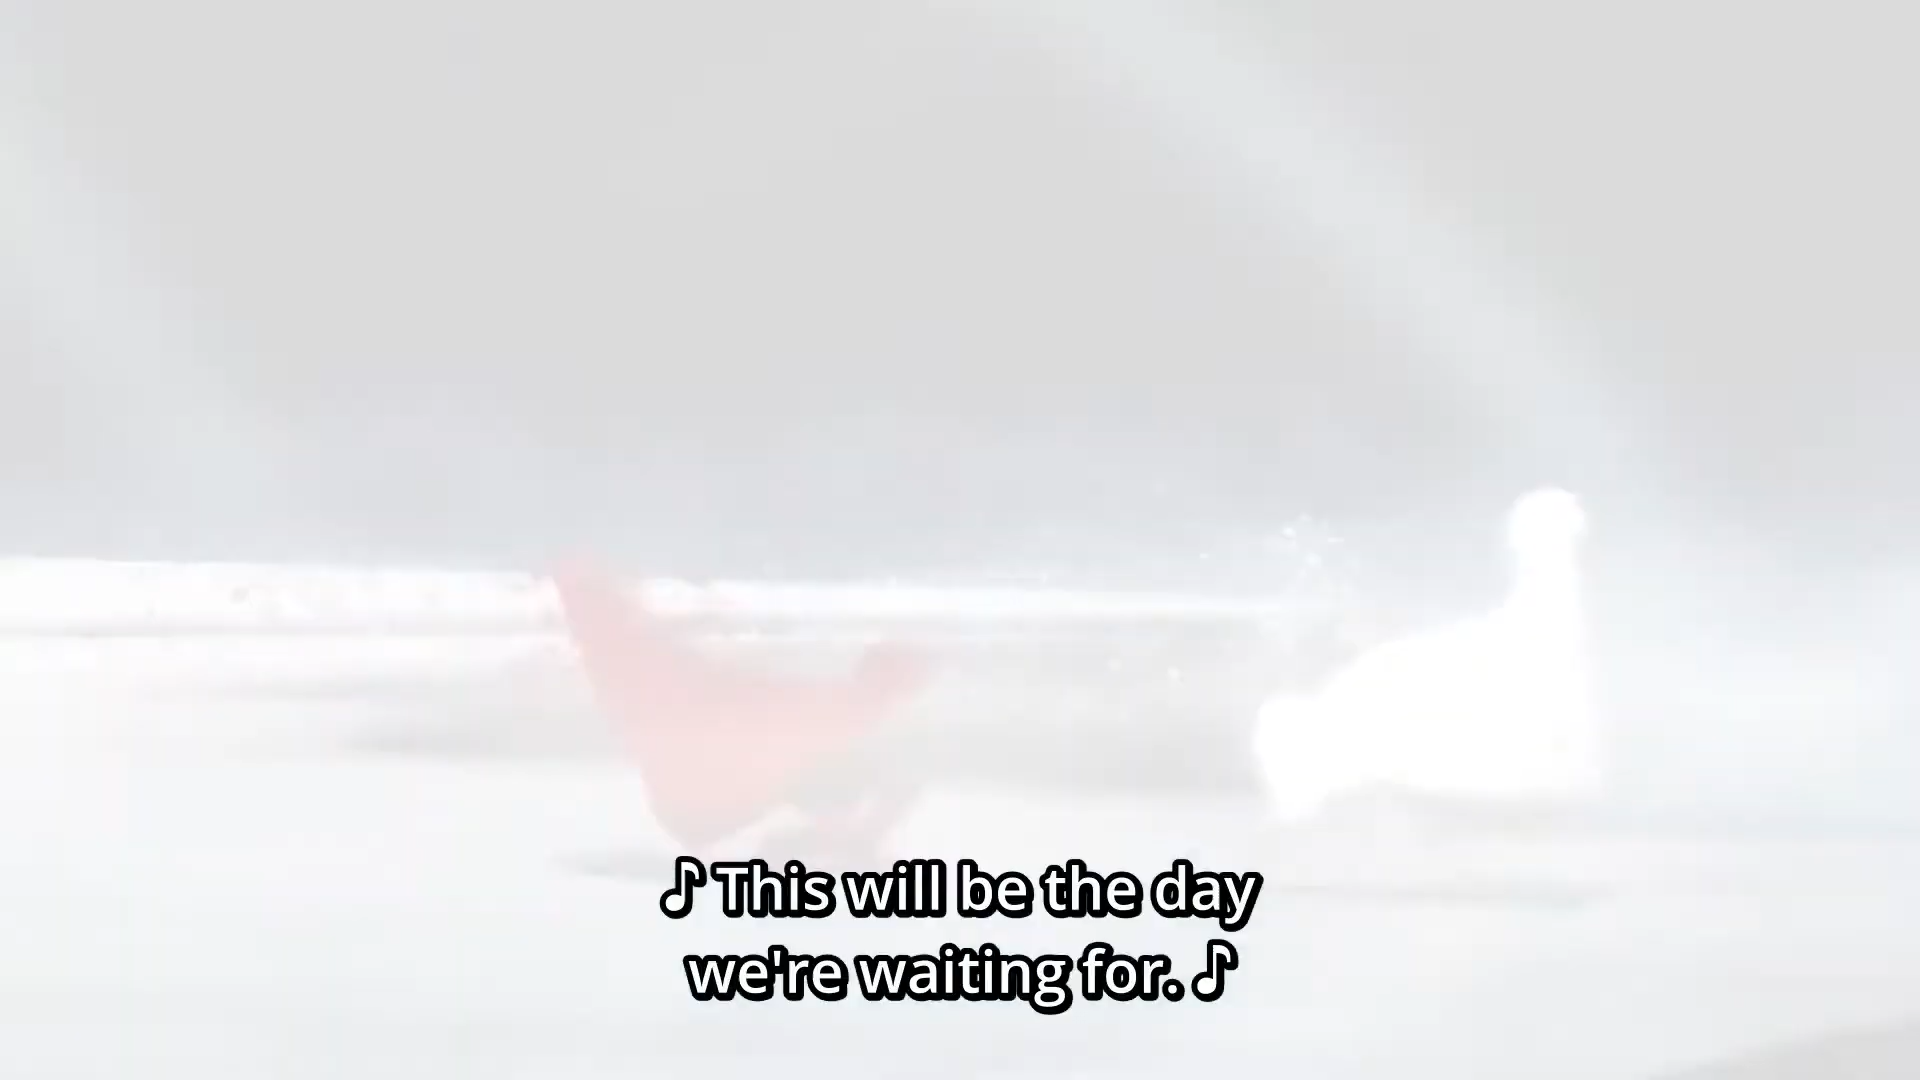 ♪ This will be the day
we're waiting for. ♪